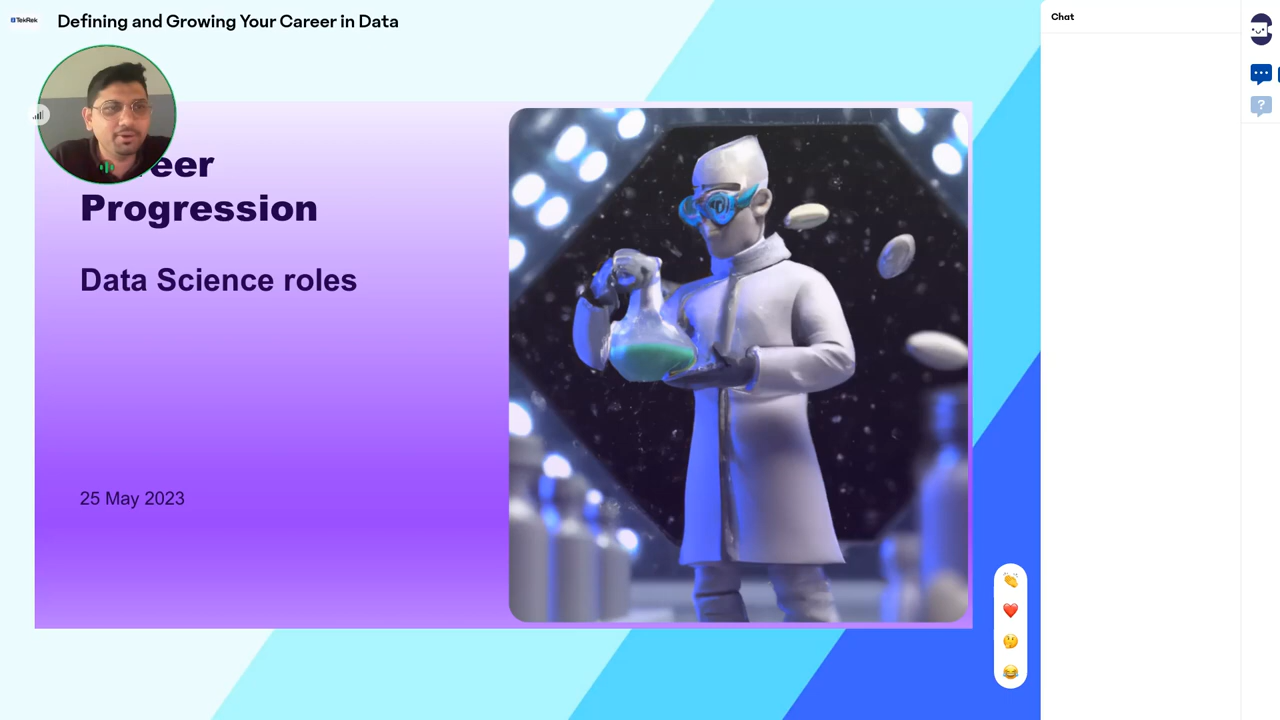 TekRek
Defining and Growing Your Career in Data
Chat
eer
Progression
Data Science roles
25 May 2023